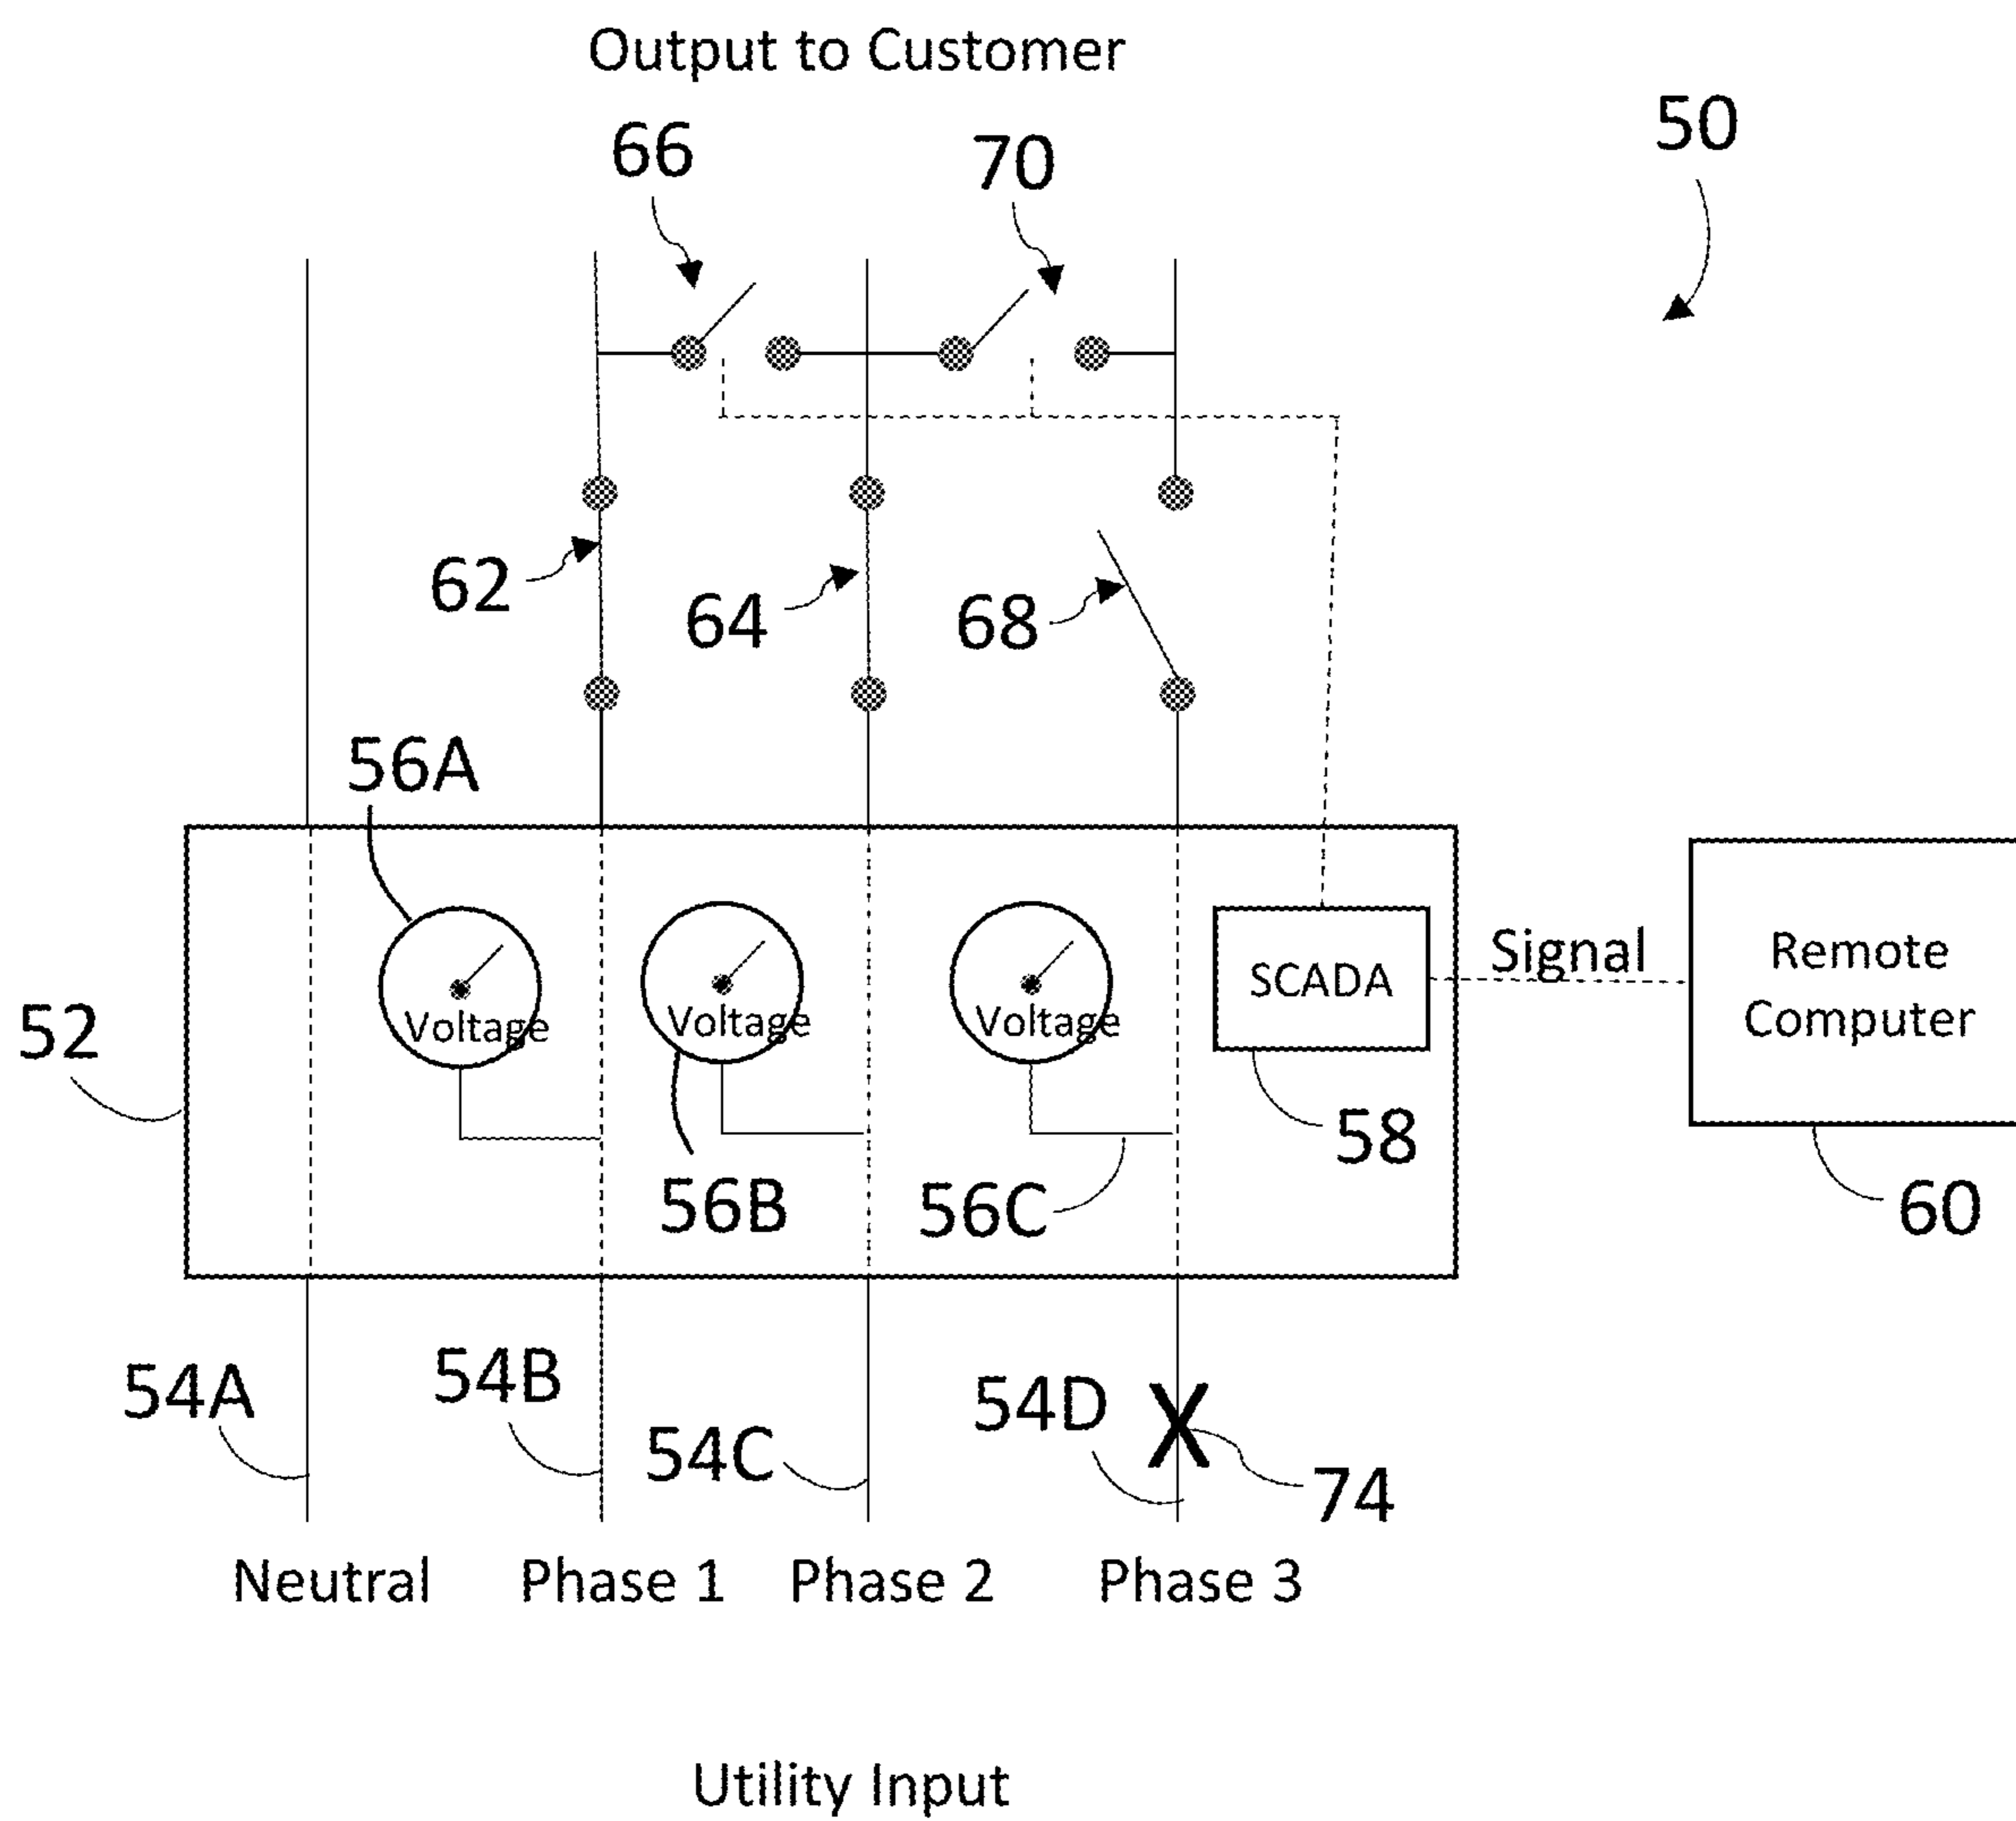 Output to Customer
66
70
50
62
64
68
56A
52
Voltage
Voltage
Voltage
SCADA
Signal
Remote
Computer
58
56B
56C
60
54A
54B
54C
54D
X
74
Neutral
Phase 1
Phase 2
Phase 3
Utility Input